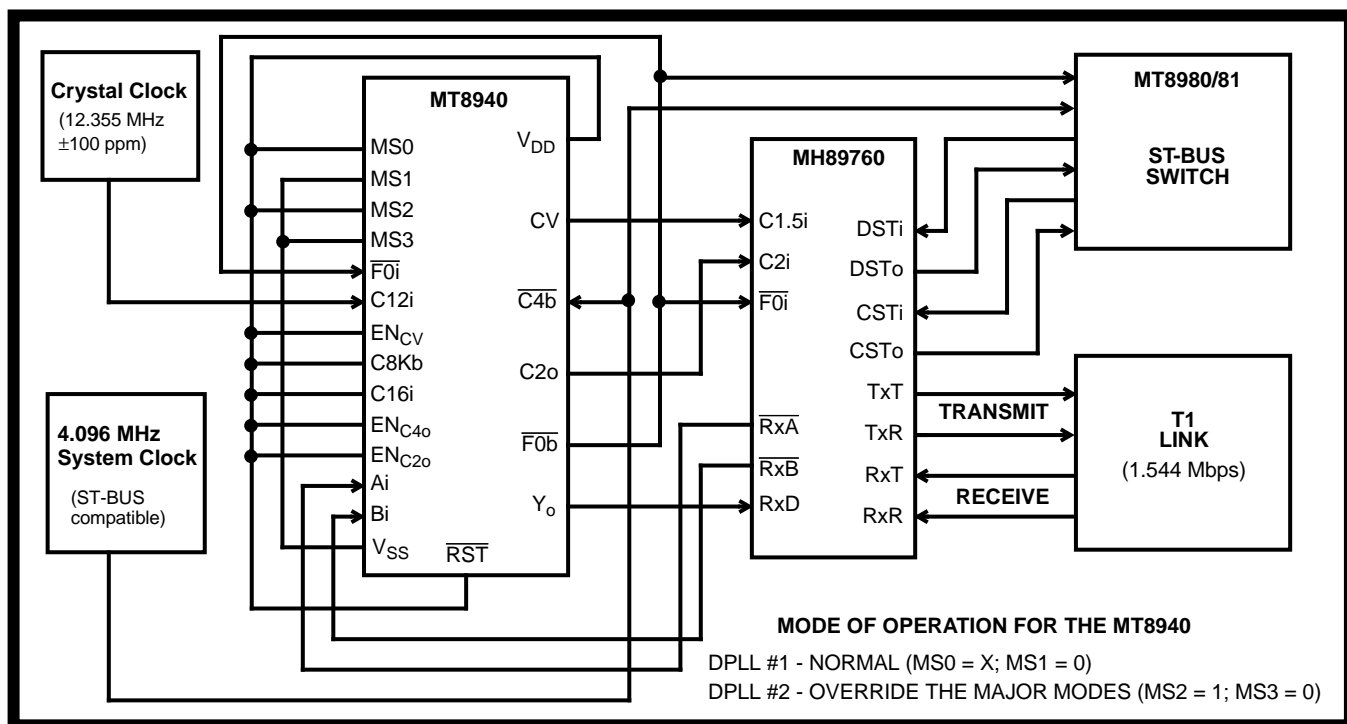 Crystal Clock
(12.355 MHz
±100 ppm)
4.096 MHz
System Clock
(ST-BUS
compatible)
MT8940
MS0
MS1
MS2
MS3
F0i
C12i
ENCV
C8Kb
C16i
ENC4o
ENC2o
Ai
Bi
VSS
RST
VDD
CV
C4b
C2o
F0b
Yo
MH89760
C1.5i
C2i
F0i
RxA
RxB
RxD
DSTi
DSTo
CSTi
CSTo
TxT
TxR
RxT
RxR
TRANSMIT
RECEIVE
MT8980/81
ST-BUS
SWITCH
T1
LINK
(1.544 Mbps)
MODE OF OPERATION FOR THE MT8940
DPLL #1 - NORMAL (MS0 = X; MS1 = 0)
DPLL #2 - OVERRIDE THE MAJOR MODES (MS2 = 1; MS3 = 0)